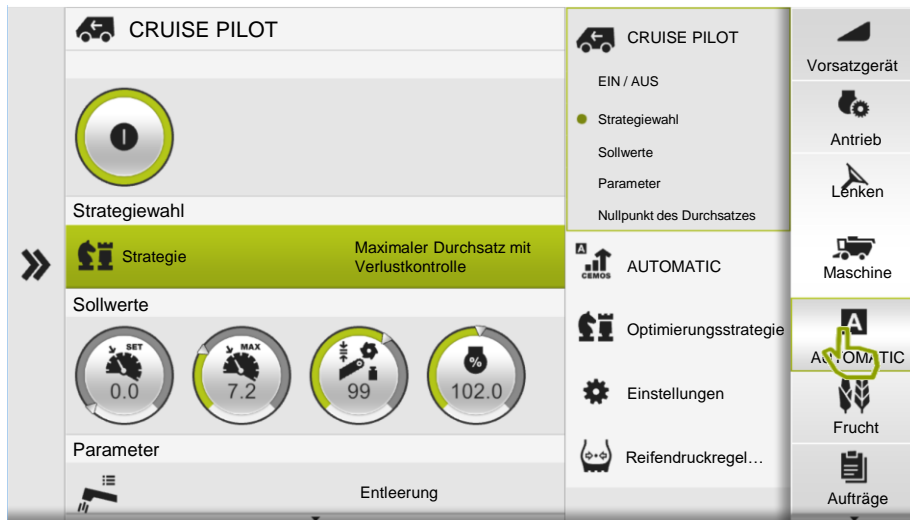 CRUISE PILOT
Strategiewahl
Strategie
Maximaler Durchsatz mit
Verlustkontrolle
Sollwerte
SET
0.0
MAX
7.2
99
%
102.0
Parameter
Entleerung
CRUISE PILOT
EIN / AUS
Strategiewahl
Sollwerte
Parameter
Nullpunkt des Durchsatzes
A
CEMOS
AUTOMATIC
Optimierungsstrategie
Einstellungen
Reifendruckregel…
Vorsatzgerät
Antrieb
Lenken
Maschine
A
AUTOMATIC
Frucht
Aufträge